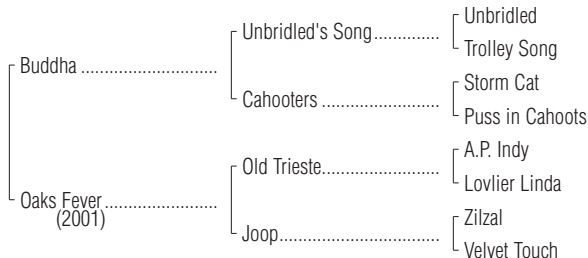 Unbridled
Unbridled's Song...............
Trolley Song
Buddha ..............................
Storm Cat
Cahooters ..........................
Puss in Cahoots
A.P. Indy
Old Trieste.........................
Lovlier Linda
Oaks Fever.........................
(2001)
Zilzal
Joop...................................
Velvet Touch